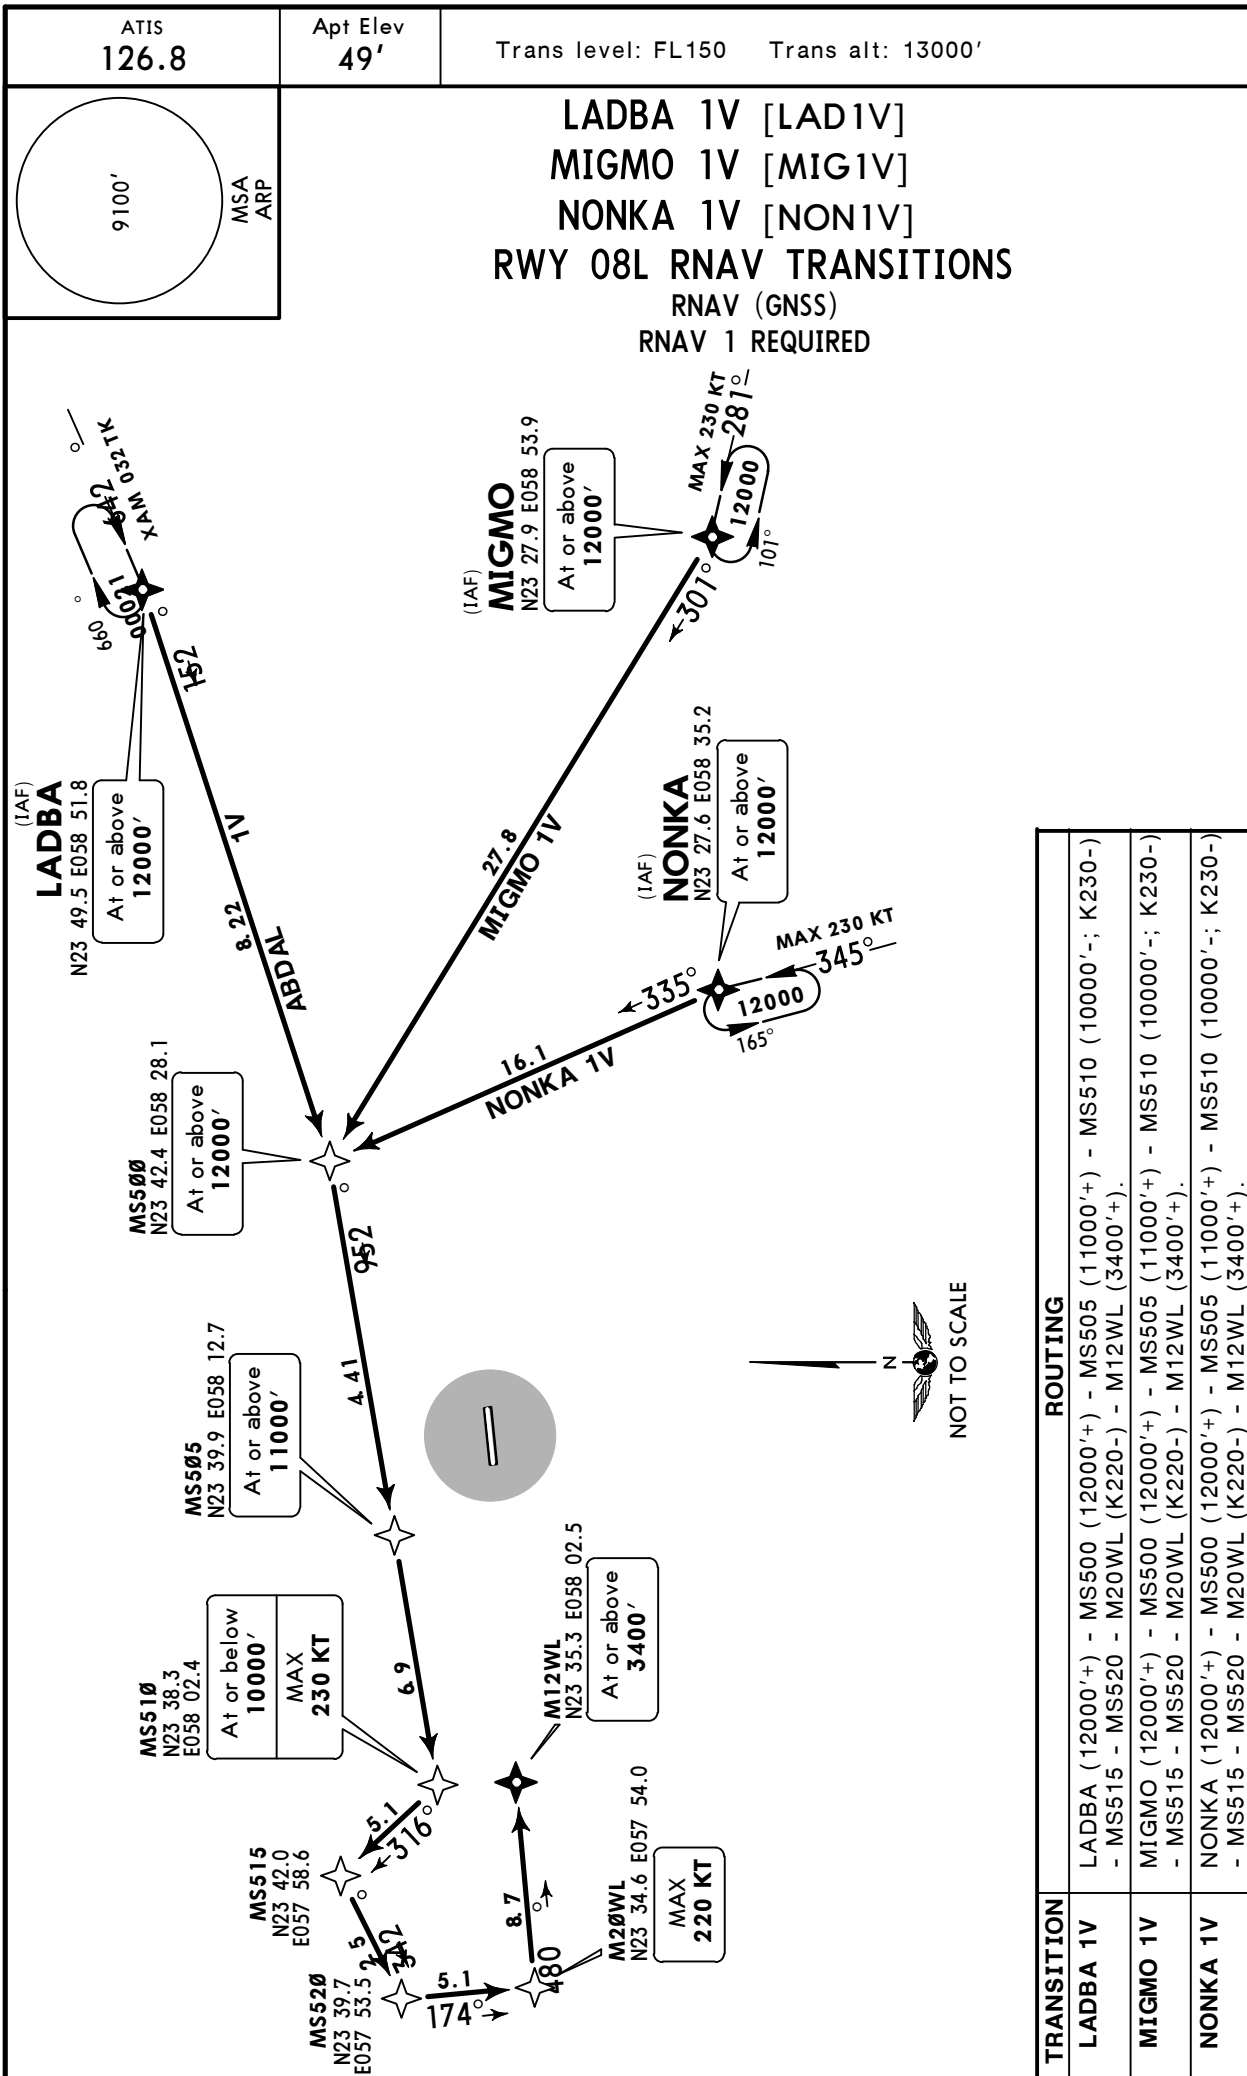 ATIS
126.8
Apt Elev
49'
Trans level: FL150 Trans alt: 13000'
9100'
MSA
ARP
LADBA 1V [LAD1V]
MIGMO 1V [MIG1V]
NONKA 1V [NON1V]
RWY 08L RNAV TRANSITIONS
RNAV (GNSS)
RNAV 1 REQUIRED
(IAF)
LADBA
N23 49.5 E058 51.8
At or above
12000'
1V
8.22
ABDAL
(IAF)
MIGMO
N23 27.9 E058 53.9
At or above
12000'
MAX 230 KT
281°
12000
101°
301°
27.8
MIGMO 1V
(IAF)
NONKA
N23 27.6 E058 35.2
At or above
12000'
MAX 230 KT
345°
12000
165°
335°
16.1
NONKA 1V
MS5ØØ
N23 42.4 E058 28.1
At or above
12000'
952
4.41
MS5Ø5
N23 39.9 E058 12.7
At or above
11000'
6.9
MS51Ø
N23 38.3
E058 02.4
At or below
10000'
MAX
230 KT
5.1
316°
MS515
N23 42.0
E057 58.6
MS52Ø
N23 39.7
E057 53.5
5.1
174°
M2ØWL
N23 34.6 E057 54.0
MAX
220 KT
480
8.7
M12WL
N23 35.3 E058 02.5
At or above
3400'
N
NOT TO SCALE
TRANSITION ROUTING
LADBA 1V LADBA (12000'+) - MS500 (12000'+) - MS505 (11000'+) - MS510 (10000'-; K230-)
- MS515 - MS520 - M20WL (K220-) - M12WL (3400'+).
MIGMO 1V MIGMO (12000'+) - MS500 (12000'+) - MS505 (11000'+) - MS510 (10000'-; K230-)
- MS515 - MS520 - M20WL (K220-) - M12WL (3400'+).
NONKA 1V NONKA (12000'+) - MS500 (12000'+) - MS505 (11000'+) - MS510 (10000'-; K230-)
- MS515 - MS520 - M20WL (K220-) - M12WL (3400'+).